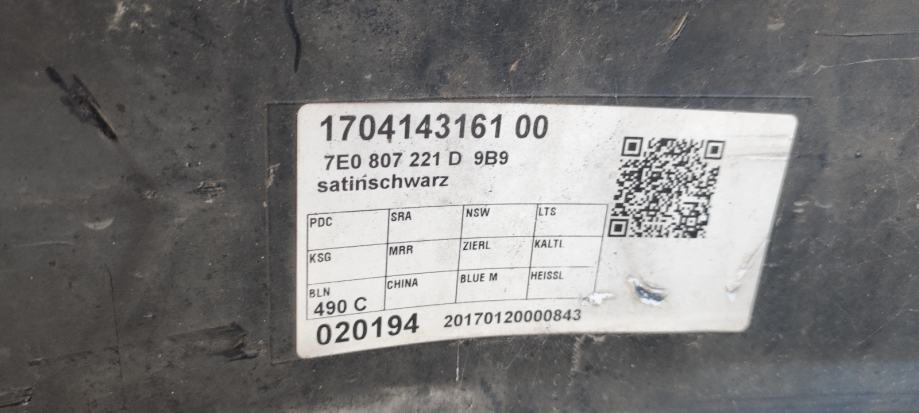 1704143161 00
7E0 807 221 D 9B9
satinschwarz
PDC SRA NSW LTS
KSG MRR ZIERL KALTL
BLN CHINA BLUE M HEISSL
490 C
020194 20170120000843